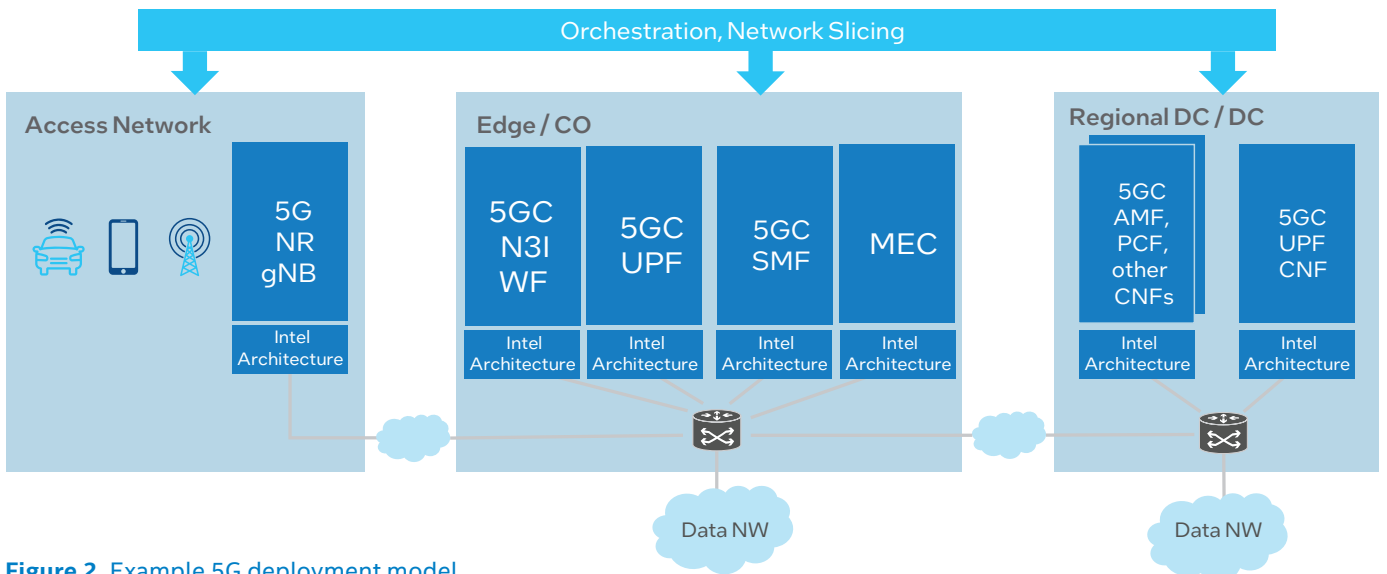 Orchestration, Network Slicing
Access Network
5G
NR
gNB
Intel
Architecture
Edge / CO
5GC
N3I
WF
Intel
Architecture
5GC
UPF
Intel
Architecture
5GC
SMF
Intel
Architecture
MEC
Intel
Architecture
Regional DC / DC
5GC
AMF,
PCF,
other
CNFs
Intel
Architecture
5GC
UPF
CNF
Intel
Architecture
Data NW
Data NW
Figure 2. Example 5G deployment model